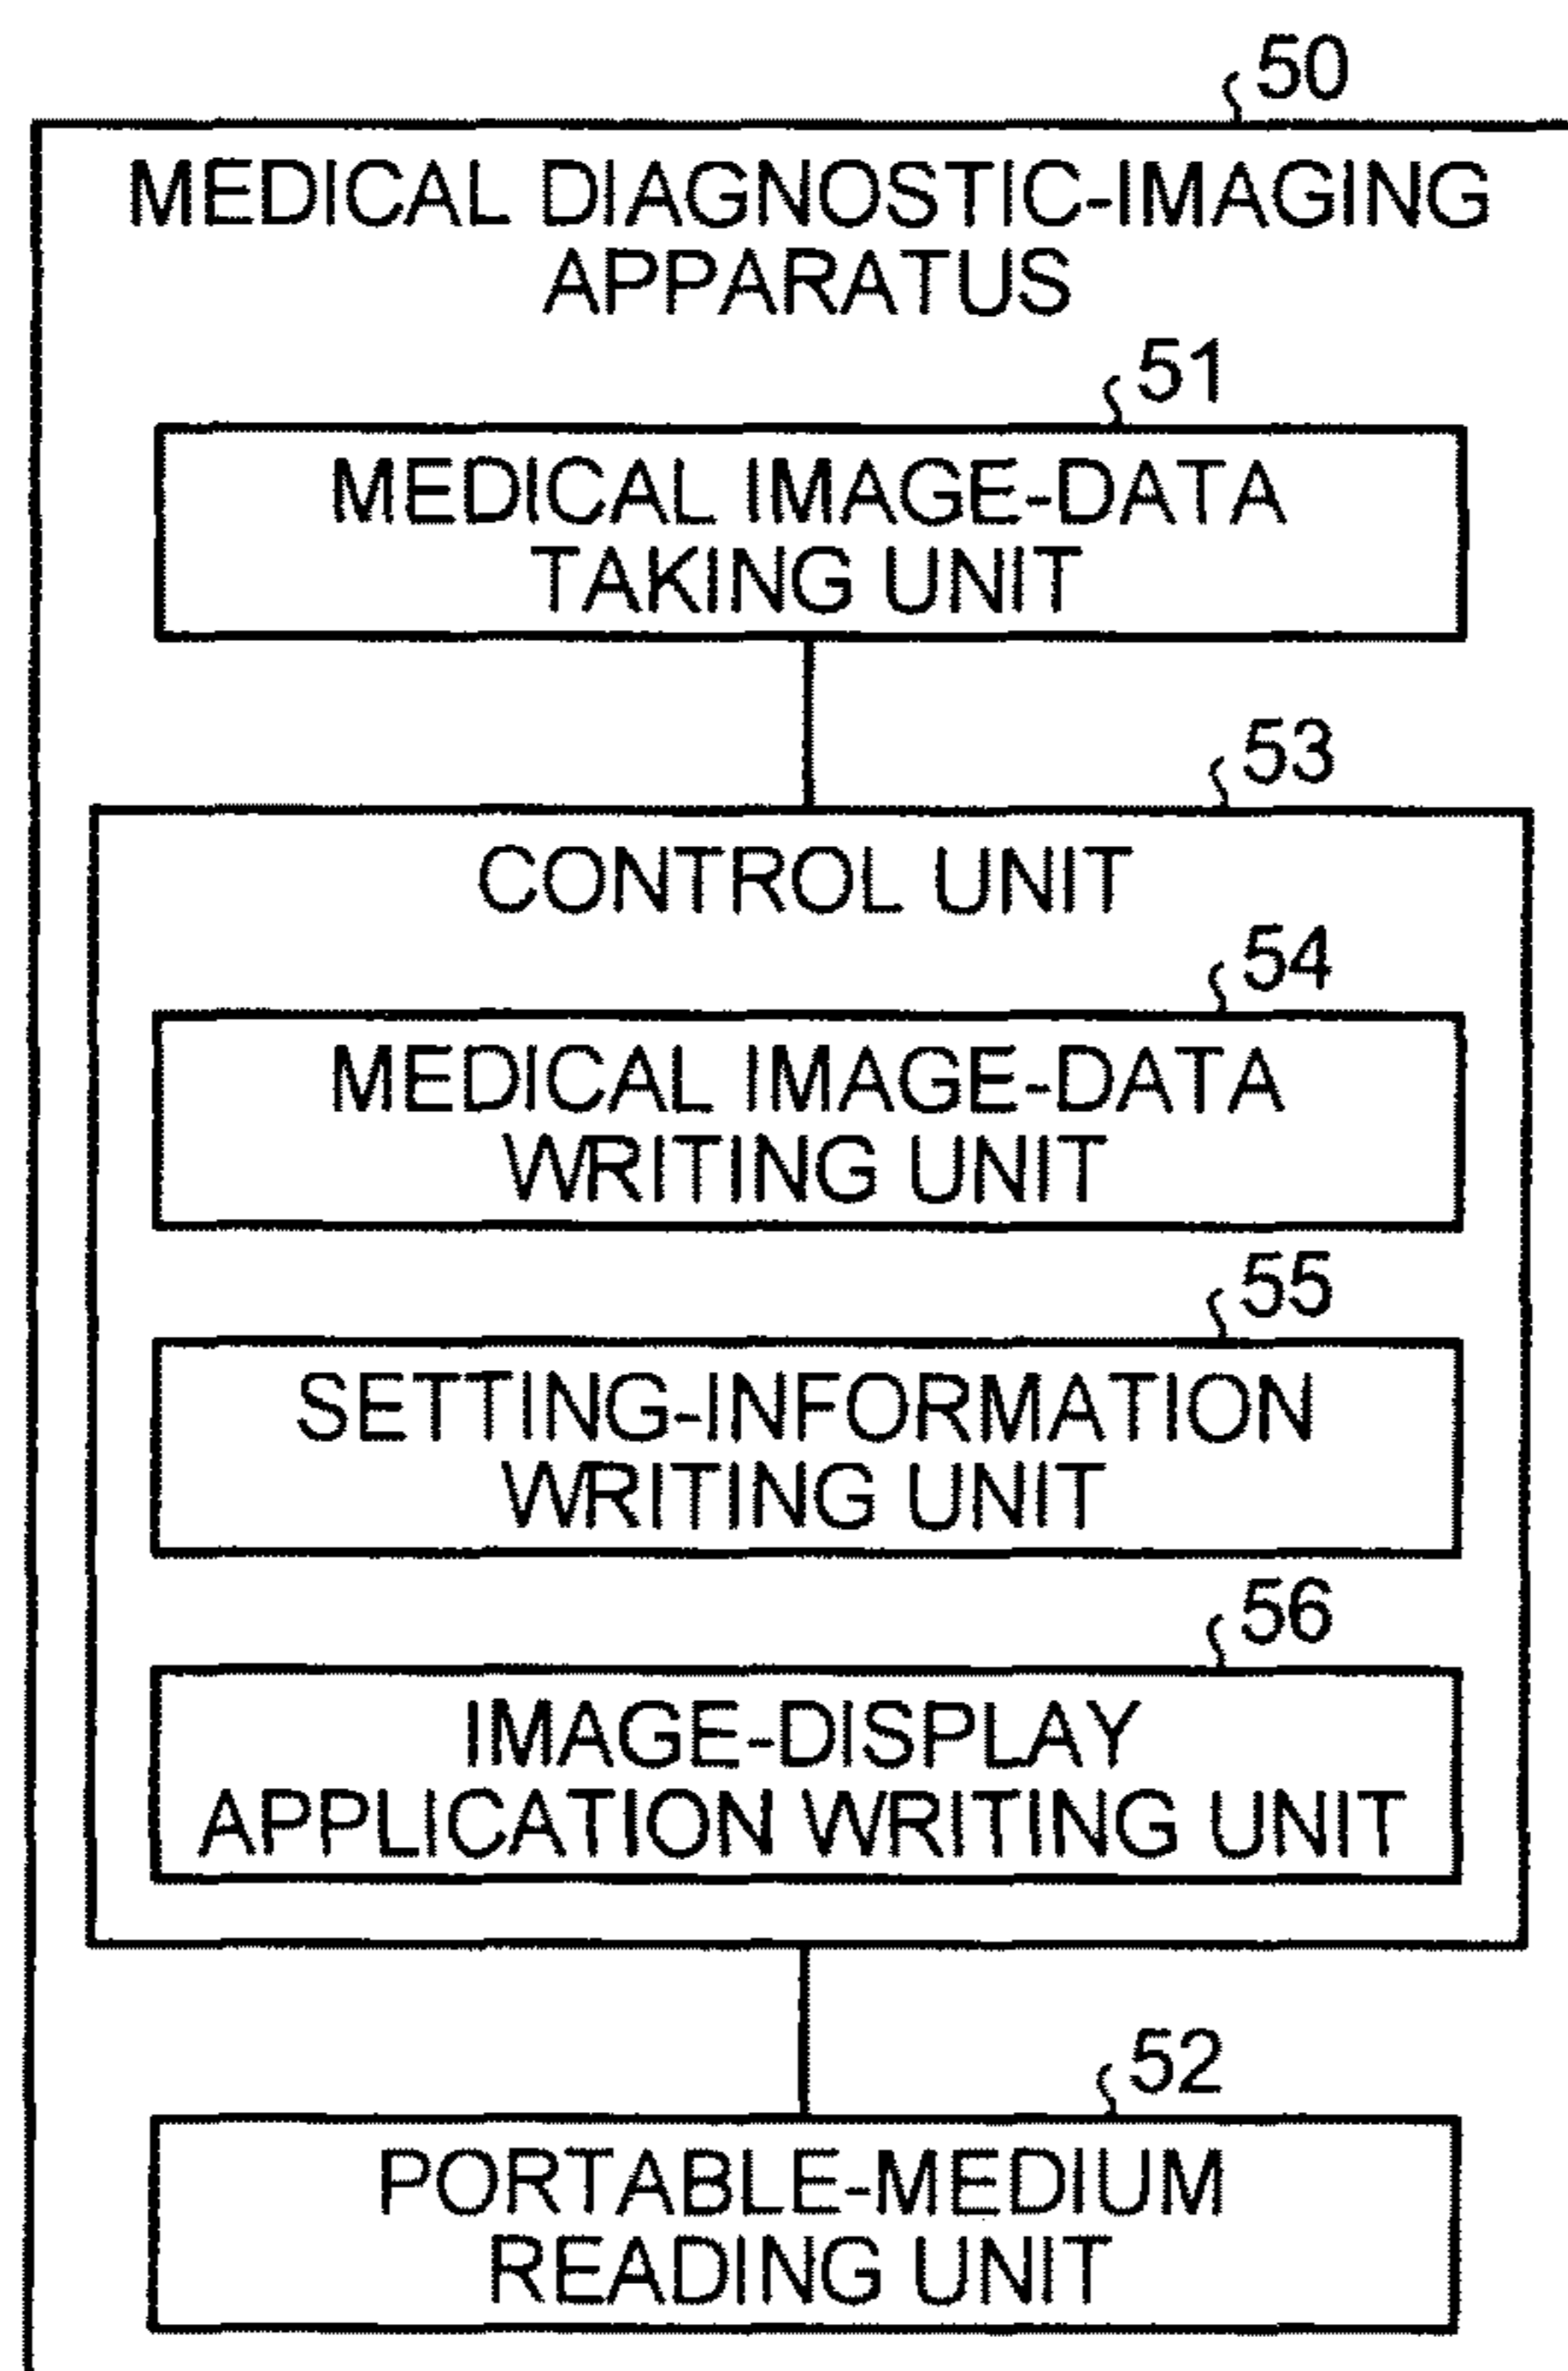 50
MEDICAL DIAGNOSTIC-IMAGING
APPARATUS
51
MEDICAL IMAGE-DATA
TAKING UNIT
53
CONTROL UNIT
54
MEDICAL IMAGE-DATA
WRITING UNIT
55
SETTING-INFORMATION
WRITING UNIT
56
IMAGE-DISPLAY
APPLICATION WRITING UNIT
52
PORTABLE-MEDIUM
READING UNIT